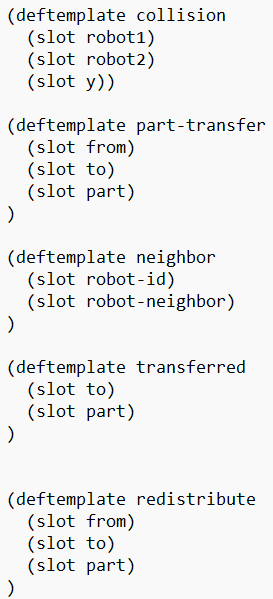 (deftemplate collision
  (slot robot1)
  (slot robot2)
  (slot y))

(deftemplate part-transfer
  (slot from)
  (slot to)
  (slot part)
)

(deftemplate neighbor
  (slot robot-id)
  (slot robot-neighbor)
)

(deftemplate transferred
  (slot to)
  (slot part)
)

(deftemplate redistribute
  (slot from)
  (slot to)
  (slot part)
)